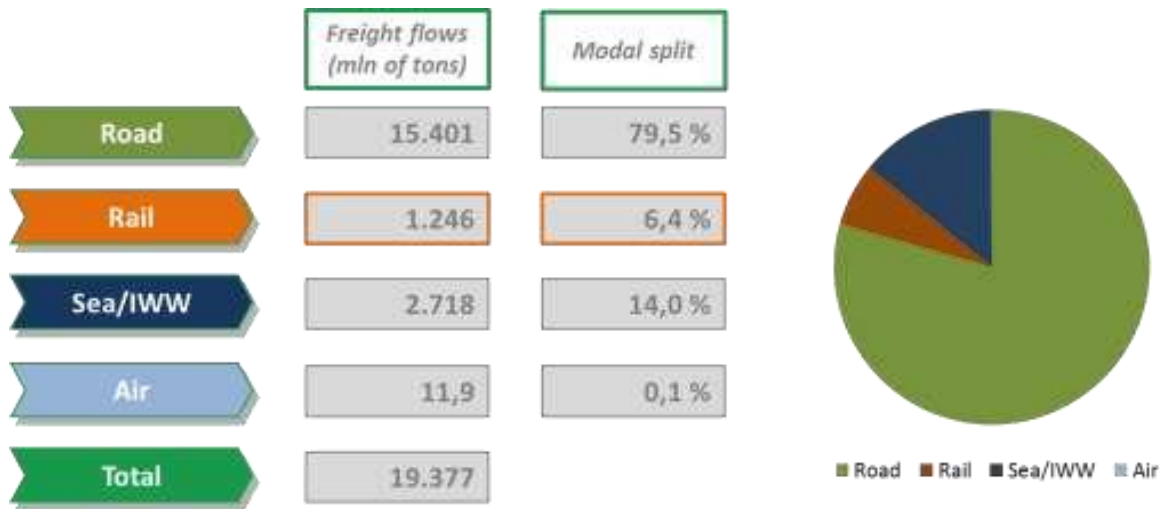 Freight flows
(mln of tons)
Modal split
Road
15.401
79,5 %
Rail
1.246
6,4 %
Sea/IWW
2.718
14,0 %
Air
11,9
0,1 %
Total
19.377
Road Rail Sea/IWW Air